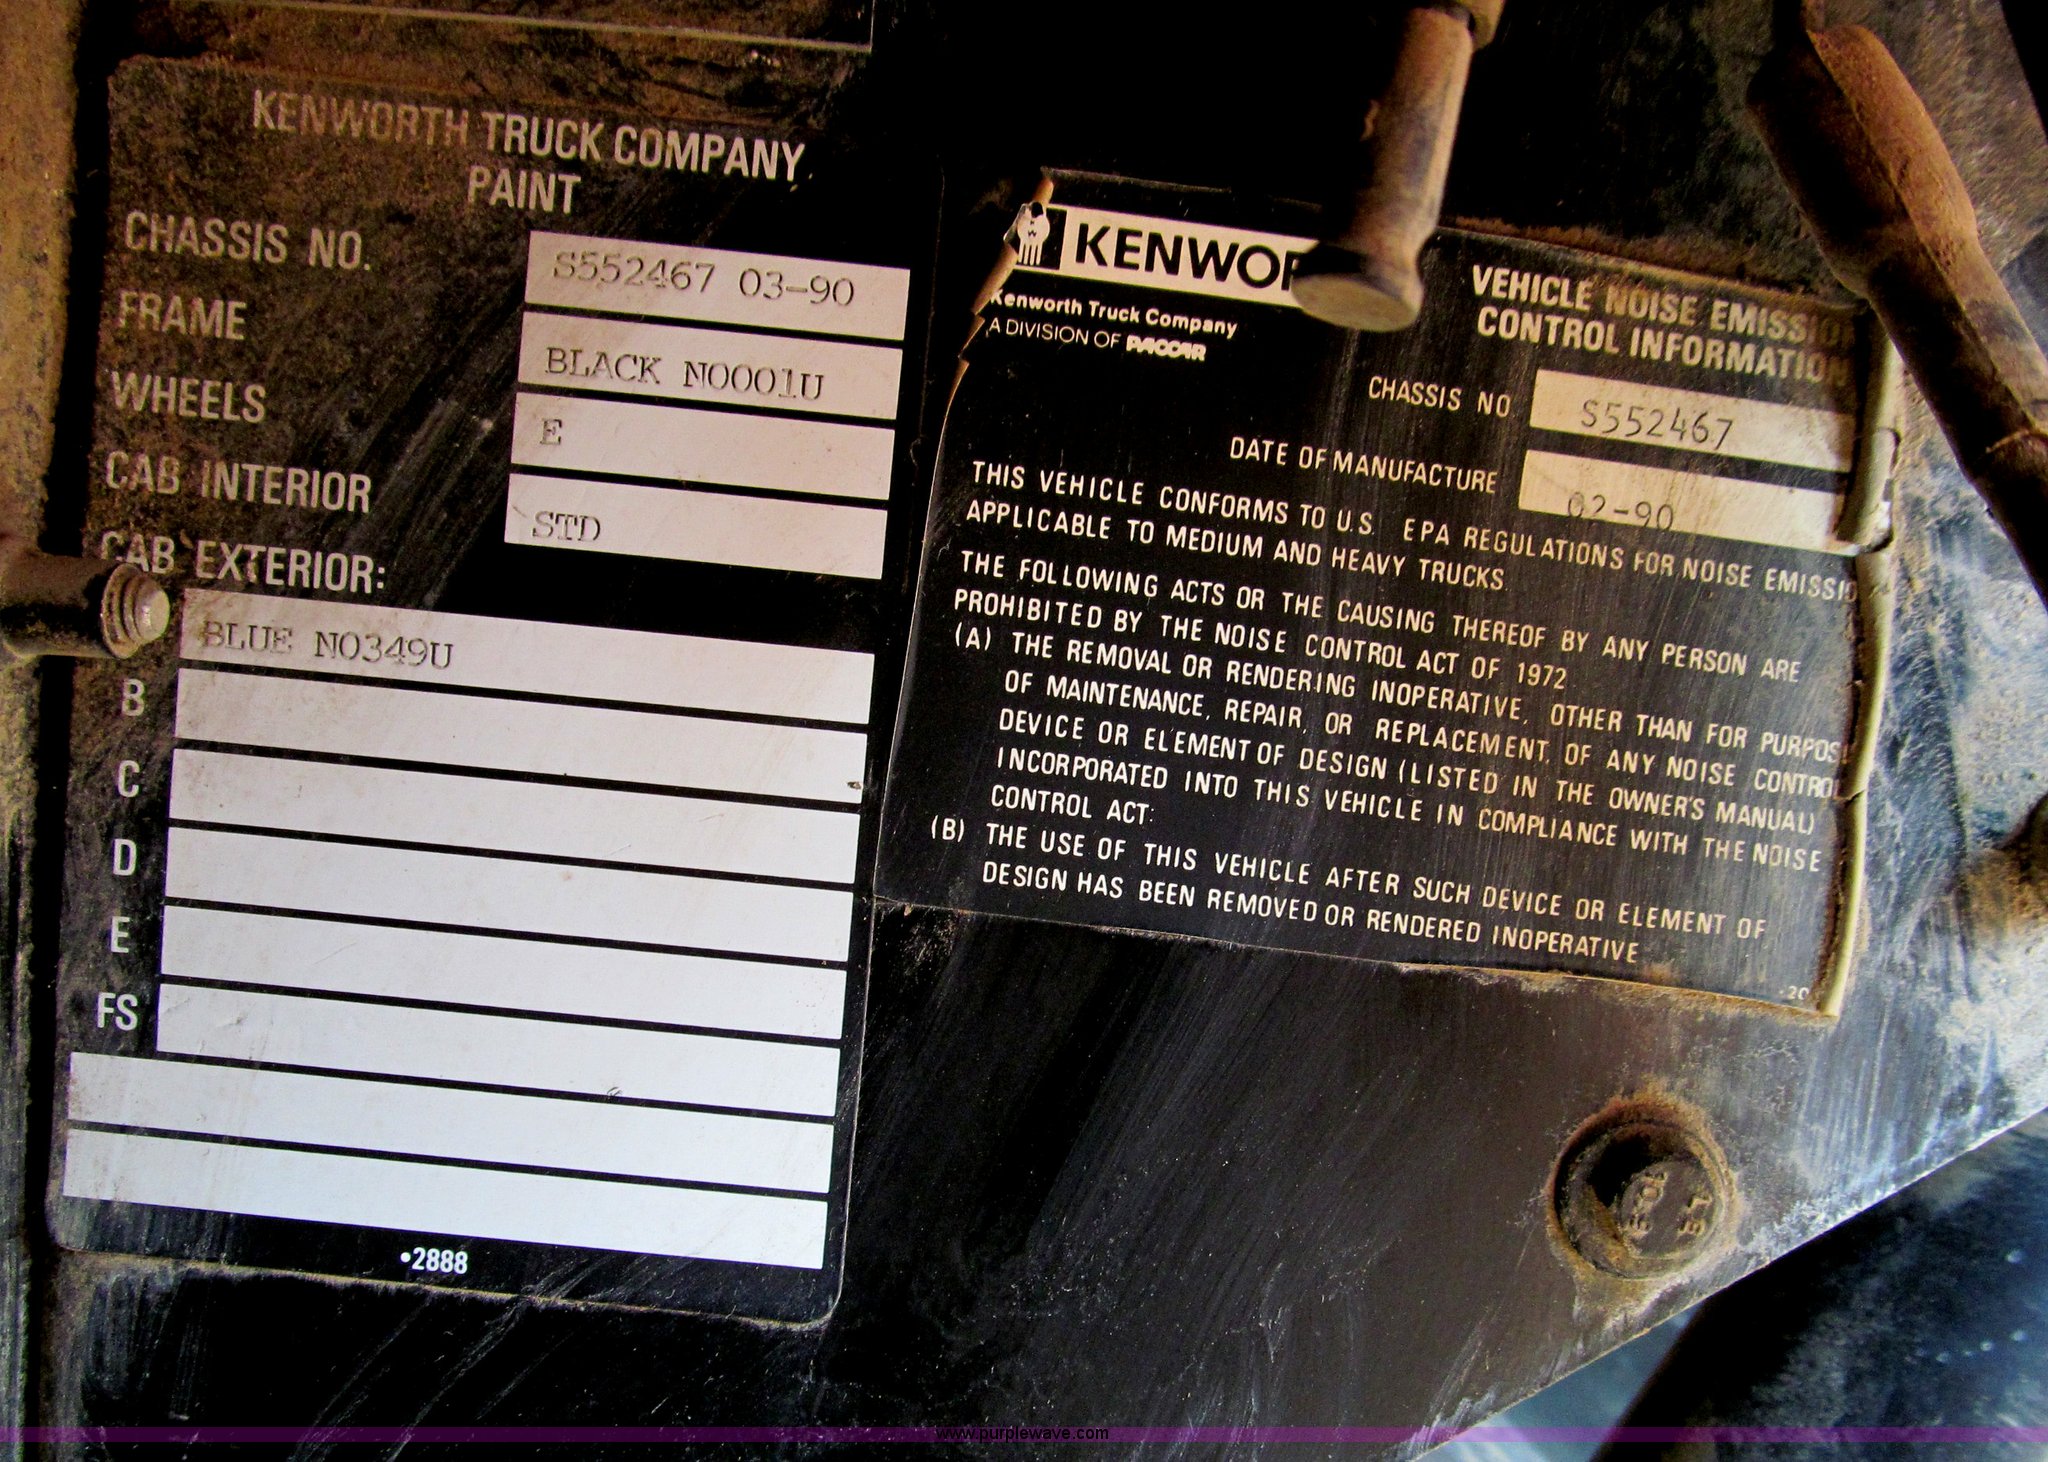 KENWORTH TRUCK COMPANY
PAINT
CHASSIS NO. S552467 03-90
FRAME BLACK N0001U
WHEELS E
CAB INTERIOR STD
CAB EXTERIOR:
BLUE N0349U
B
C
D
E
FS
•2888
KENWOR
Kenworth Truck Company
A DIVISION OF PACCAR
VEHICLE NOISE EMISSION
CONTROL INFORMATION
CHASSIS NO S552467
DATE OF MANUFACTURE 02-90
THIS VEHICLE CONFORMS TO U.S. EPA REGULATIONS FOR NOISE EMISSIO
APPLICABLE TO MEDIUM AND HEAVY TRUCKS
THE FOLLOWING ACTS OR THE CAUSING THEREOF BY ANY PERSON ARE
PROHIBITED BY THE NOISE CONTROL ACT OF 1972
(A) THE REMOVAL OR RENDERING INOPERATIVE, OTHER THAN FOR PURPOS
OF MAINTENANCE, REPAIR, OR REPLACEMENT, OF ANY NOISE CONTROL
DEVICE OR ELEMENT OF DESIGN (LISTED IN THE OWNER'S MANUAL)
INCORPORATED INTO THIS VEHICLE IN COMPLIANCE WITH THE NOISE
CONTROL ACT:
(B) THE USE OF THIS VEHICLE AFTER SUCH DEVICE OR ELEMENT OF
DESIGN HAS BEEN REMOVED OR RENDERED INOPERATIVE
www.purplewave.com